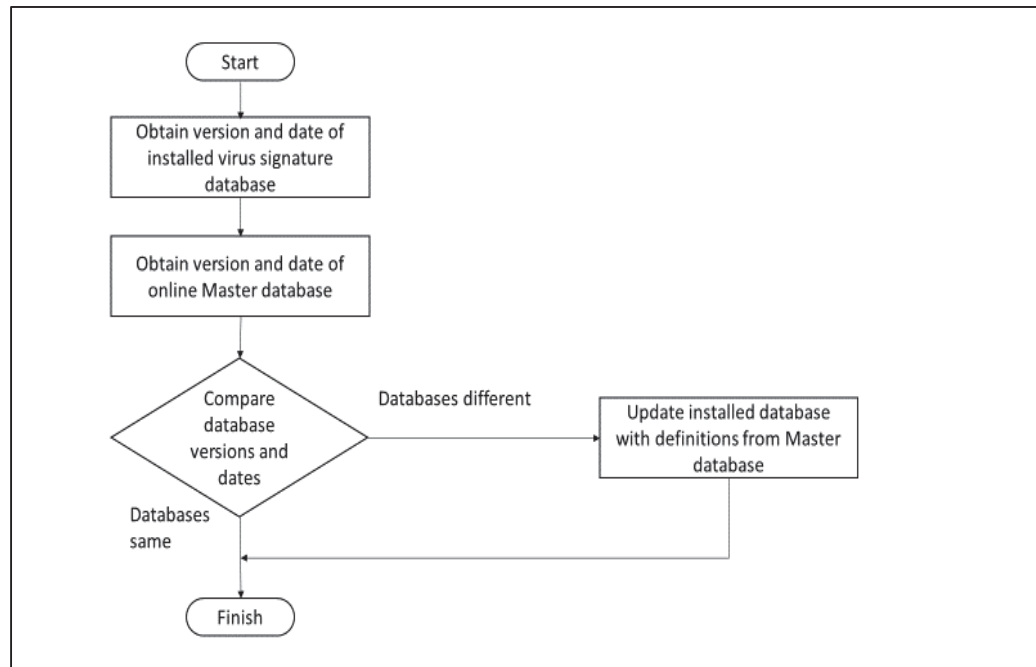 Start
Obtain version and date of
installed virus signature
database
Obtain version and date of
online Master database
Compare
database
versions and
dates
Databases different
Update installed database
with definitions from Master
database
Databases
same
Finish